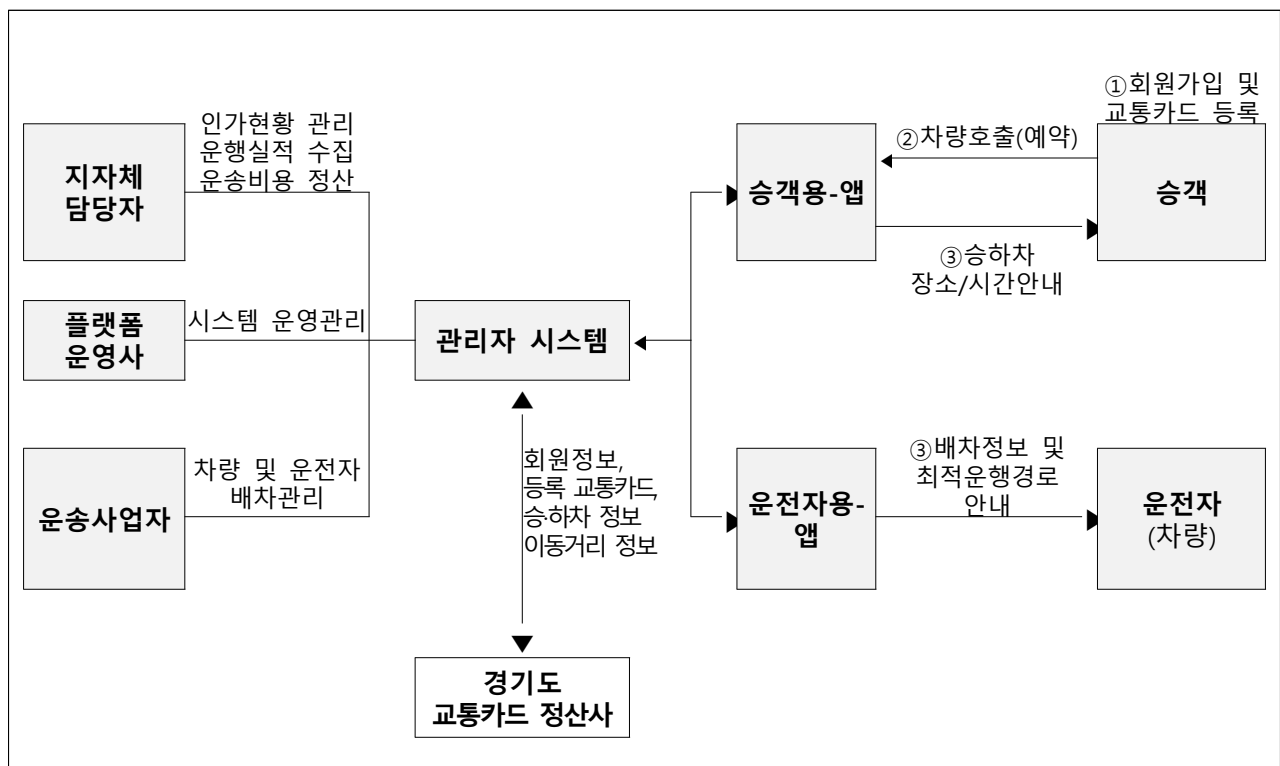 ①회원가입 및
교통카드 등록
인가현황 관리
운행실적 수집
운송비용 정산
지자체
담당자
②차량호출(예약)
승객용-앱
승객
③승하차
장소/시간안내
플랫폼
운영사
시스템 운영관리
관리자 시스템
차량 및 운전자
배차관리
운송사업자
회원정보,
등록 교통카드,
승·하차 정보
이동거리 정보
③배차정보 및
최적운행경로
안내
운전자용-
앱
운전자
(차량)
경기도
교통카드 정산사